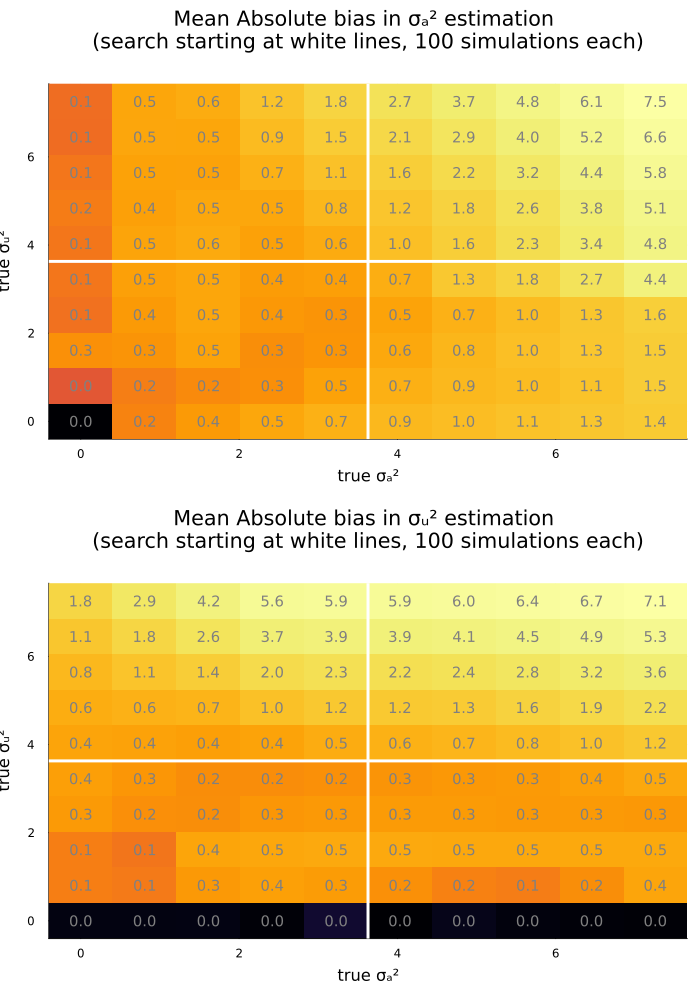 Mean Absolute bias in σₐ² estimation
(search starting at white lines, 100 simulations each)
0.1 0.5 0.6 1.2 1.8 2.7 3.7 4.8 6.1 7.5
0.1 0.5 0.5 0.9 1.5 2.1 2.9 4.0 5.2 6.6
6
0.1 0.5 0.5 0.7 1.1 1.6 2.2 3.2 4.4 5.8
0.2 0.4 0.5 0.5 0.8 1.2 1.8 2.6 3.8 5.1
4 0.1 0.5 0.6 0.5 0.6 1.0 1.6 2.3 3.4 4.8
true σᵤ²
0.1 0.5 0.5 0.4 0.4 0.7 1.3 1.8 2.7 4.4
0.1 0.4 0.5 0.4 0.3 0.5 0.7 1.0 1.3 1.6
2
0.3 0.3 0.5 0.3 0.3 0.6 0.8 1.0 1.3 1.5
0.0 0.2 0.2 0.3 0.5 0.7 0.9 1.0 1.1 1.5
0 0.0 0.2 0.4 0.5 0.7 0.9 1.0 1.1 1.3 1.4
0 2 4 6
true σₐ²
Mean Absolute bias in σᵤ² estimation
(search starting at white lines, 100 simulations each)
1.8 2.9 4.2 5.6 5.9 5.9 6.0 6.4 6.7 7.1
1.1 1.8 2.6 3.7 3.9 3.9 4.1 4.5 4.9 5.3
6
0.8 1.1 1.4 2.0 2.3 2.2 2.4 2.8 3.2 3.6
0.6 0.6 0.7 1.0 1.2 1.2 1.3 1.6 1.9 2.2
4 0.4 0.4 0.4 0.4 0.5 0.6 0.7 0.8 1.0 1.2
true σᵤ²
0.4 0.3 0.2 0.2 0.2 0.3 0.3 0.3 0.4 0.5
0.3 0.2 0.2 0.3 0.3 0.3 0.3 0.3 0.3 0.3
2
0.1 0.1 0.4 0.5 0.5 0.5 0.5 0.5 0.5 0.5
0.1 0.1 0.3 0.4 0.3 0.2 0.2 0.1 0.2 0.4
0 0.0 0.0 0.0 0.0 0.0 0.0 0.0 0.0 0.0 0.0
0 2 4 6
true σₐ²